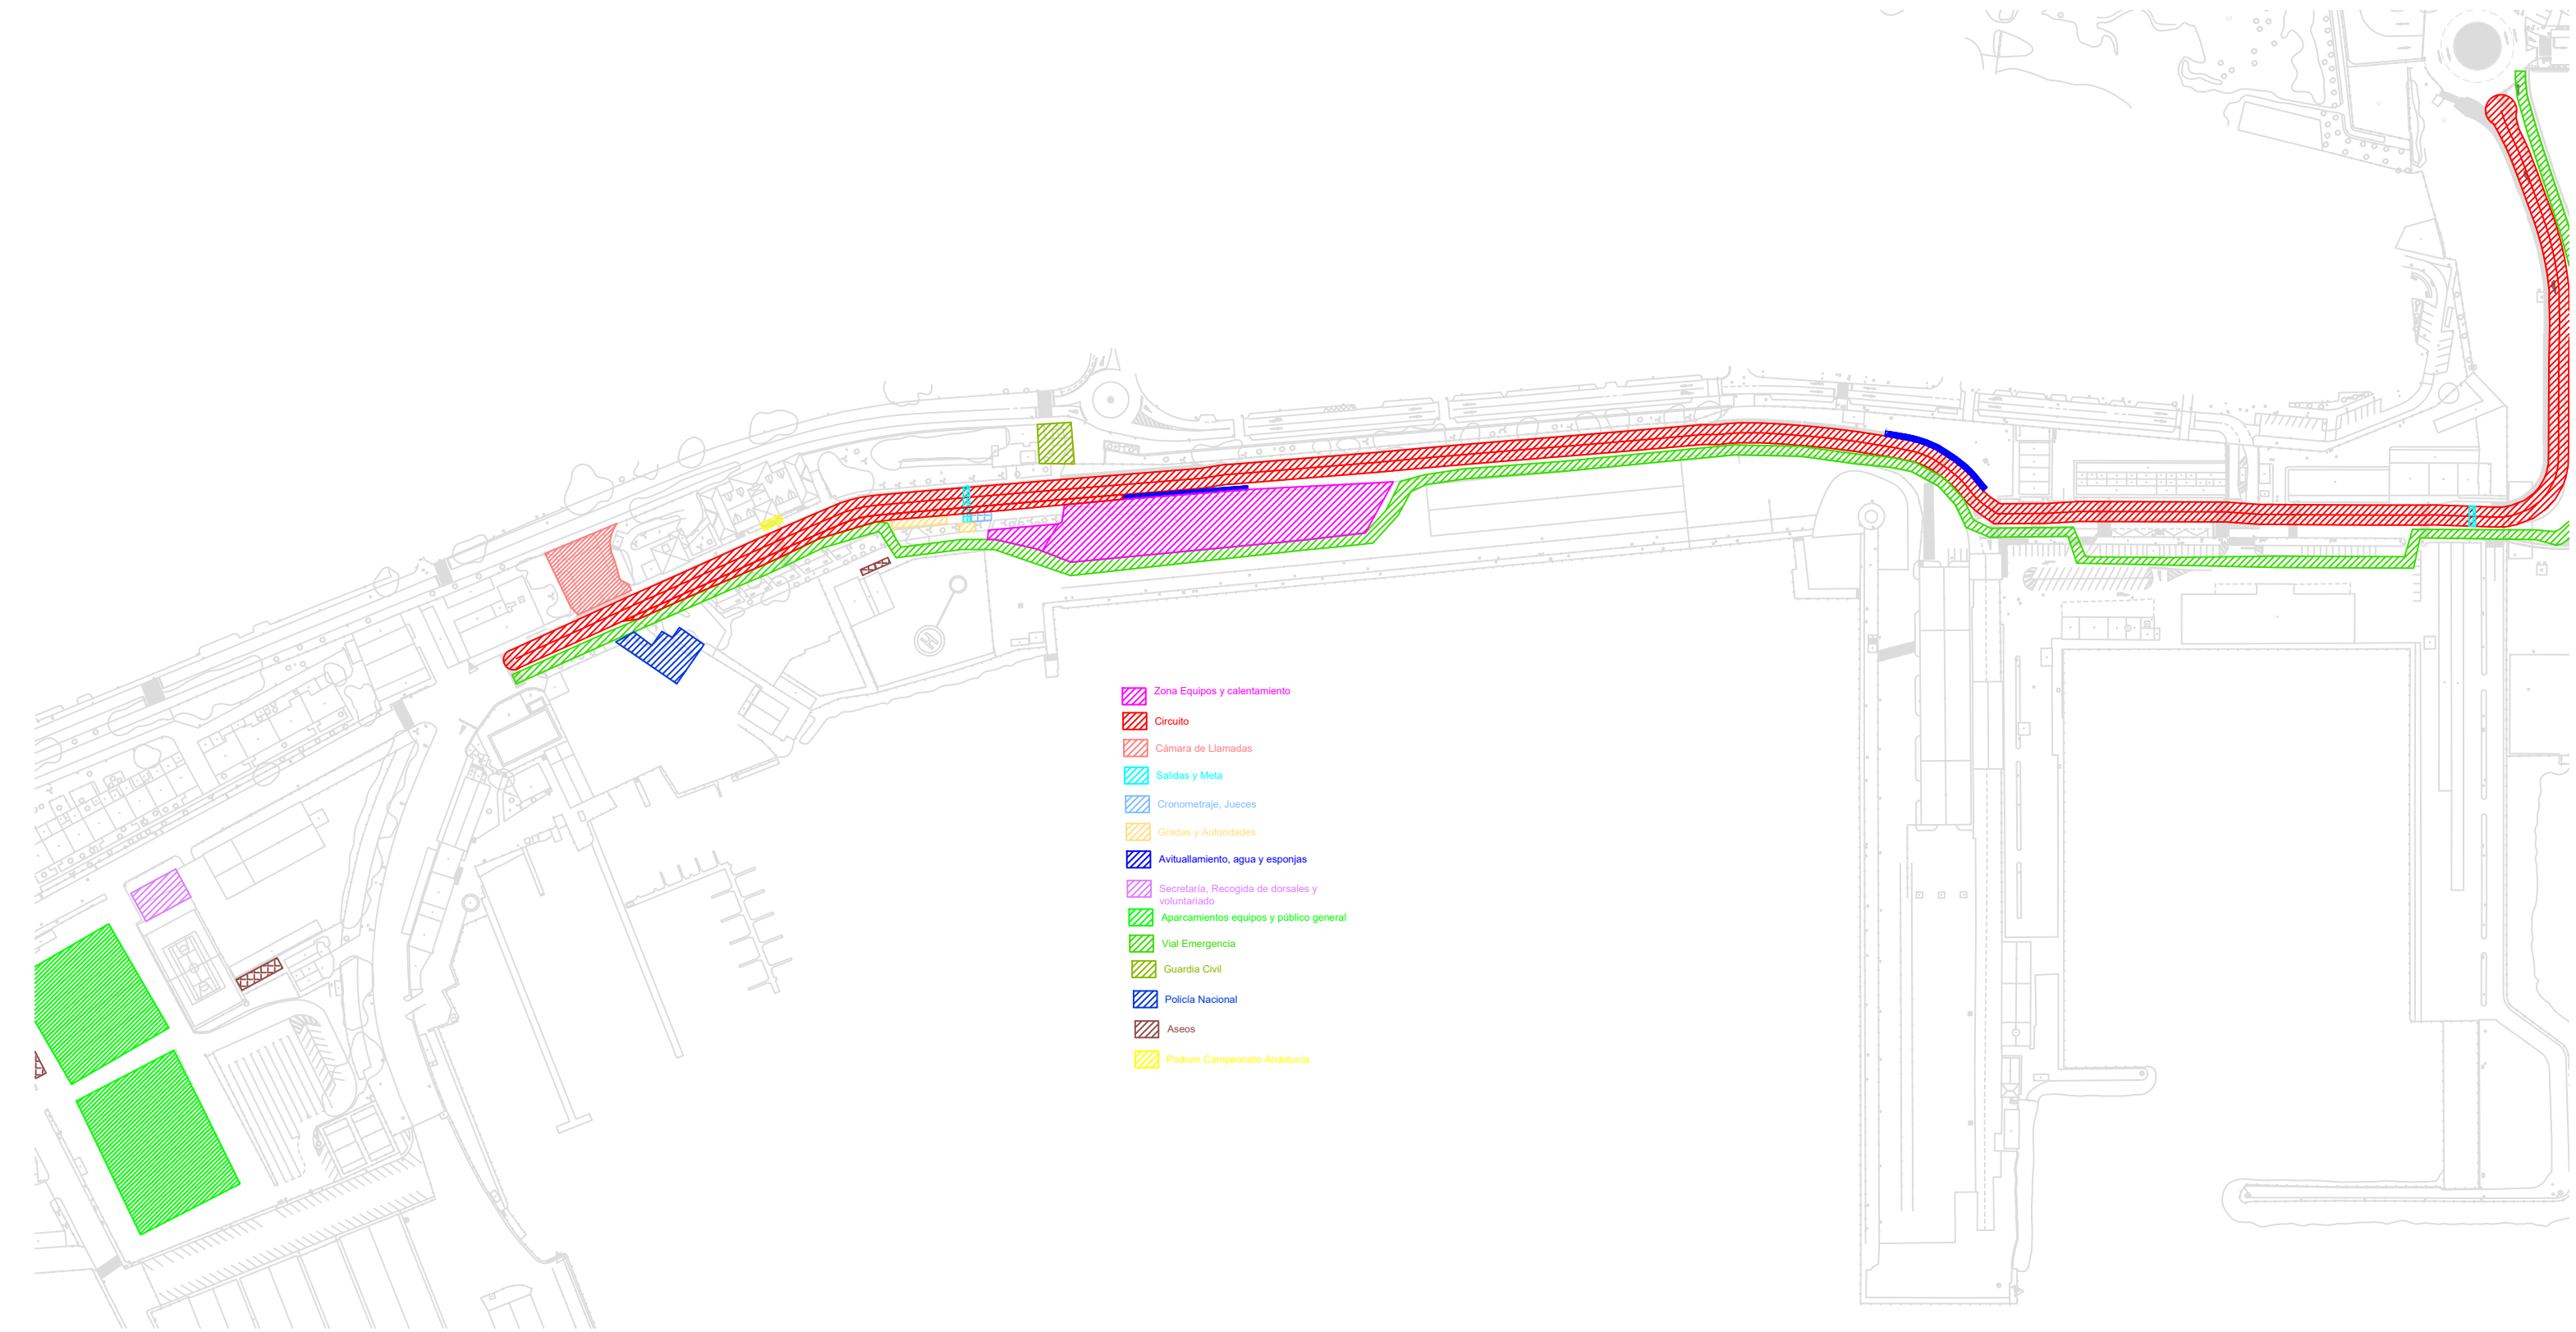 Zona Equipos y calentamiento
Circuito
Cámara de Llamadas
Salidas y Meta
Cronometraje, Jueces
Gradas y Autoridades
Avituallamiento, agua y esponjas
Secretaría, Recogida de dorsales y
voluntariado
Aparcamientos equipos y público general
Vial Emergencia
Guardia Civil
Policía Nacional
Aseos
Podium Campeonato Andalucía